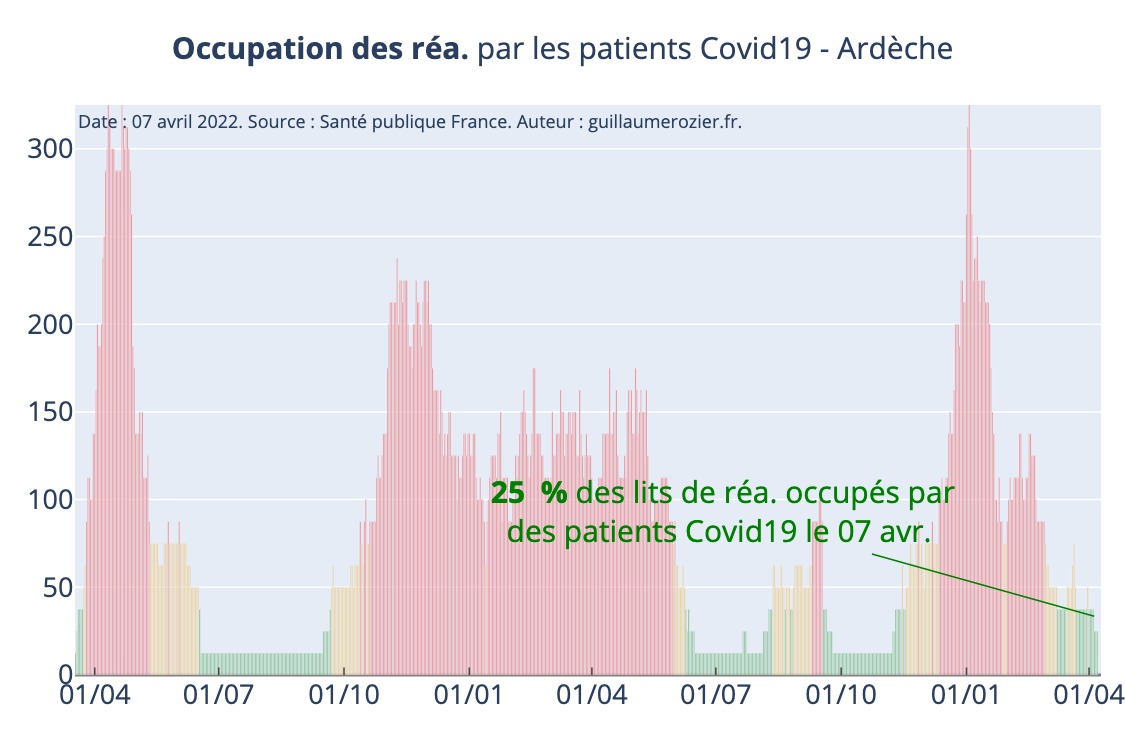 Occupation des réa. par les patients Covid19 - Ardèche
Date : 07 avril 2022. Source : Santé publique France. Auteur : guillaumerozier.fr.
300
250
200
150
100
50
0
25 % des lits de réa. occupés par
des patients Covid19 le 07 avr.
01/04 01/07 01/10 01/01 01/04 01/07 01/10 01/01 01/04